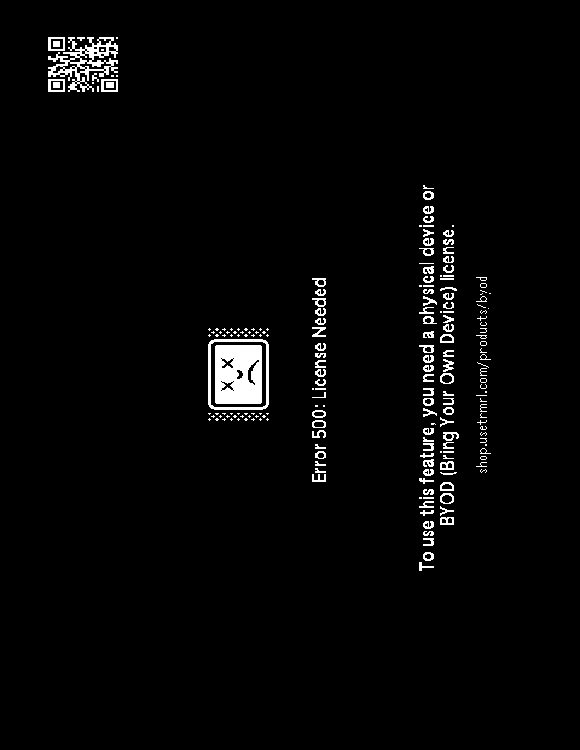 Error 500: License Needed
To use this feature, you need a physical device or
BYOD (Bring Your Own Device) license.
shop.usetrmrl.com/products/byod